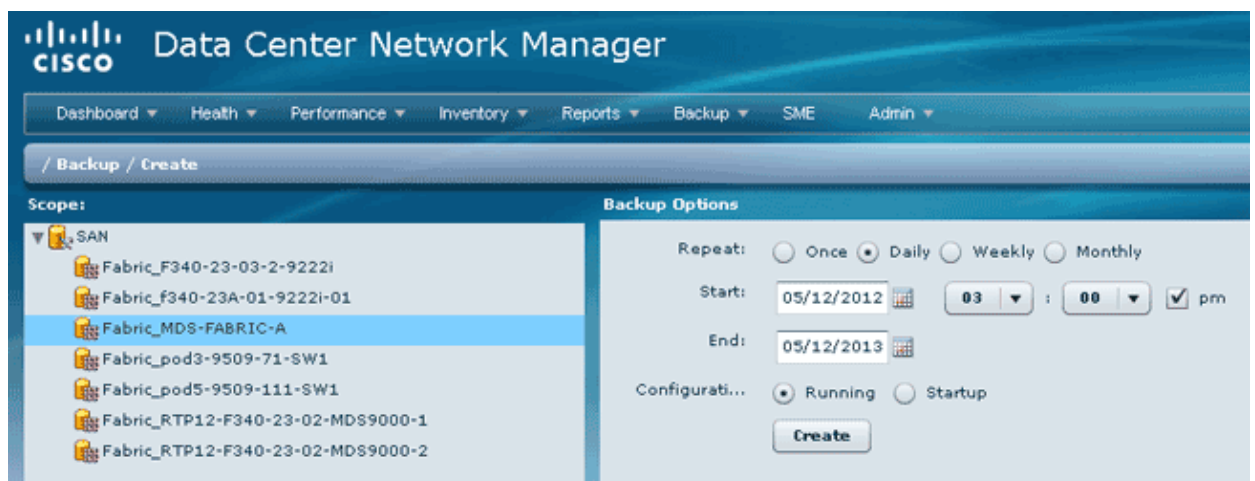 CISCO Data Center Network Manager
Dashboard Health Performance Inventory Reports Backup SME Admin
/ Backup / Create
Scope:
SAN
Fabric_F340-23-03-2-9222i
Fabric_f340-23A-01-9222i-01
Fabric_MDS-FABRIC-A
Fabric_pod3-9509-71-SW1
Fabric_pod5-9509-111-SW1
Fabric_RTP12-F340-23-02-MDS9000-1
Fabric_RTP12-F340-23-02-MDS9000-2
Backup Options
Repeat: Once Daily Weekly Monthly
Start: 05/12/2012 03 : 00 pm
End: 05/12/2013
Configurati... Running Startup
Create